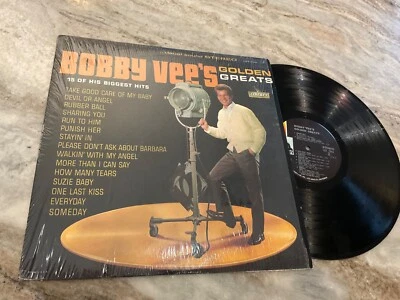 BOBBY Vee's
GOLDEN
GREATS
15 OF HIS BIGGEST HITS
LIBERTY
TAKE GOOD CARE OF MY BABY
DEVIL OR ANGEL
RUBBER BALL
SHARING YOU
RUN TO HIM
PUNISH HER
STAYIN' IN
PLEASE DON'T ASK ABOUT BARBARA
WALKIN' WITH MY ANGEL
MORE THAN I CAN SAY
HOW MANY TEARS
SUZIE BABY
ONE LAST KISS
EVERYDAY
SOMEDAY